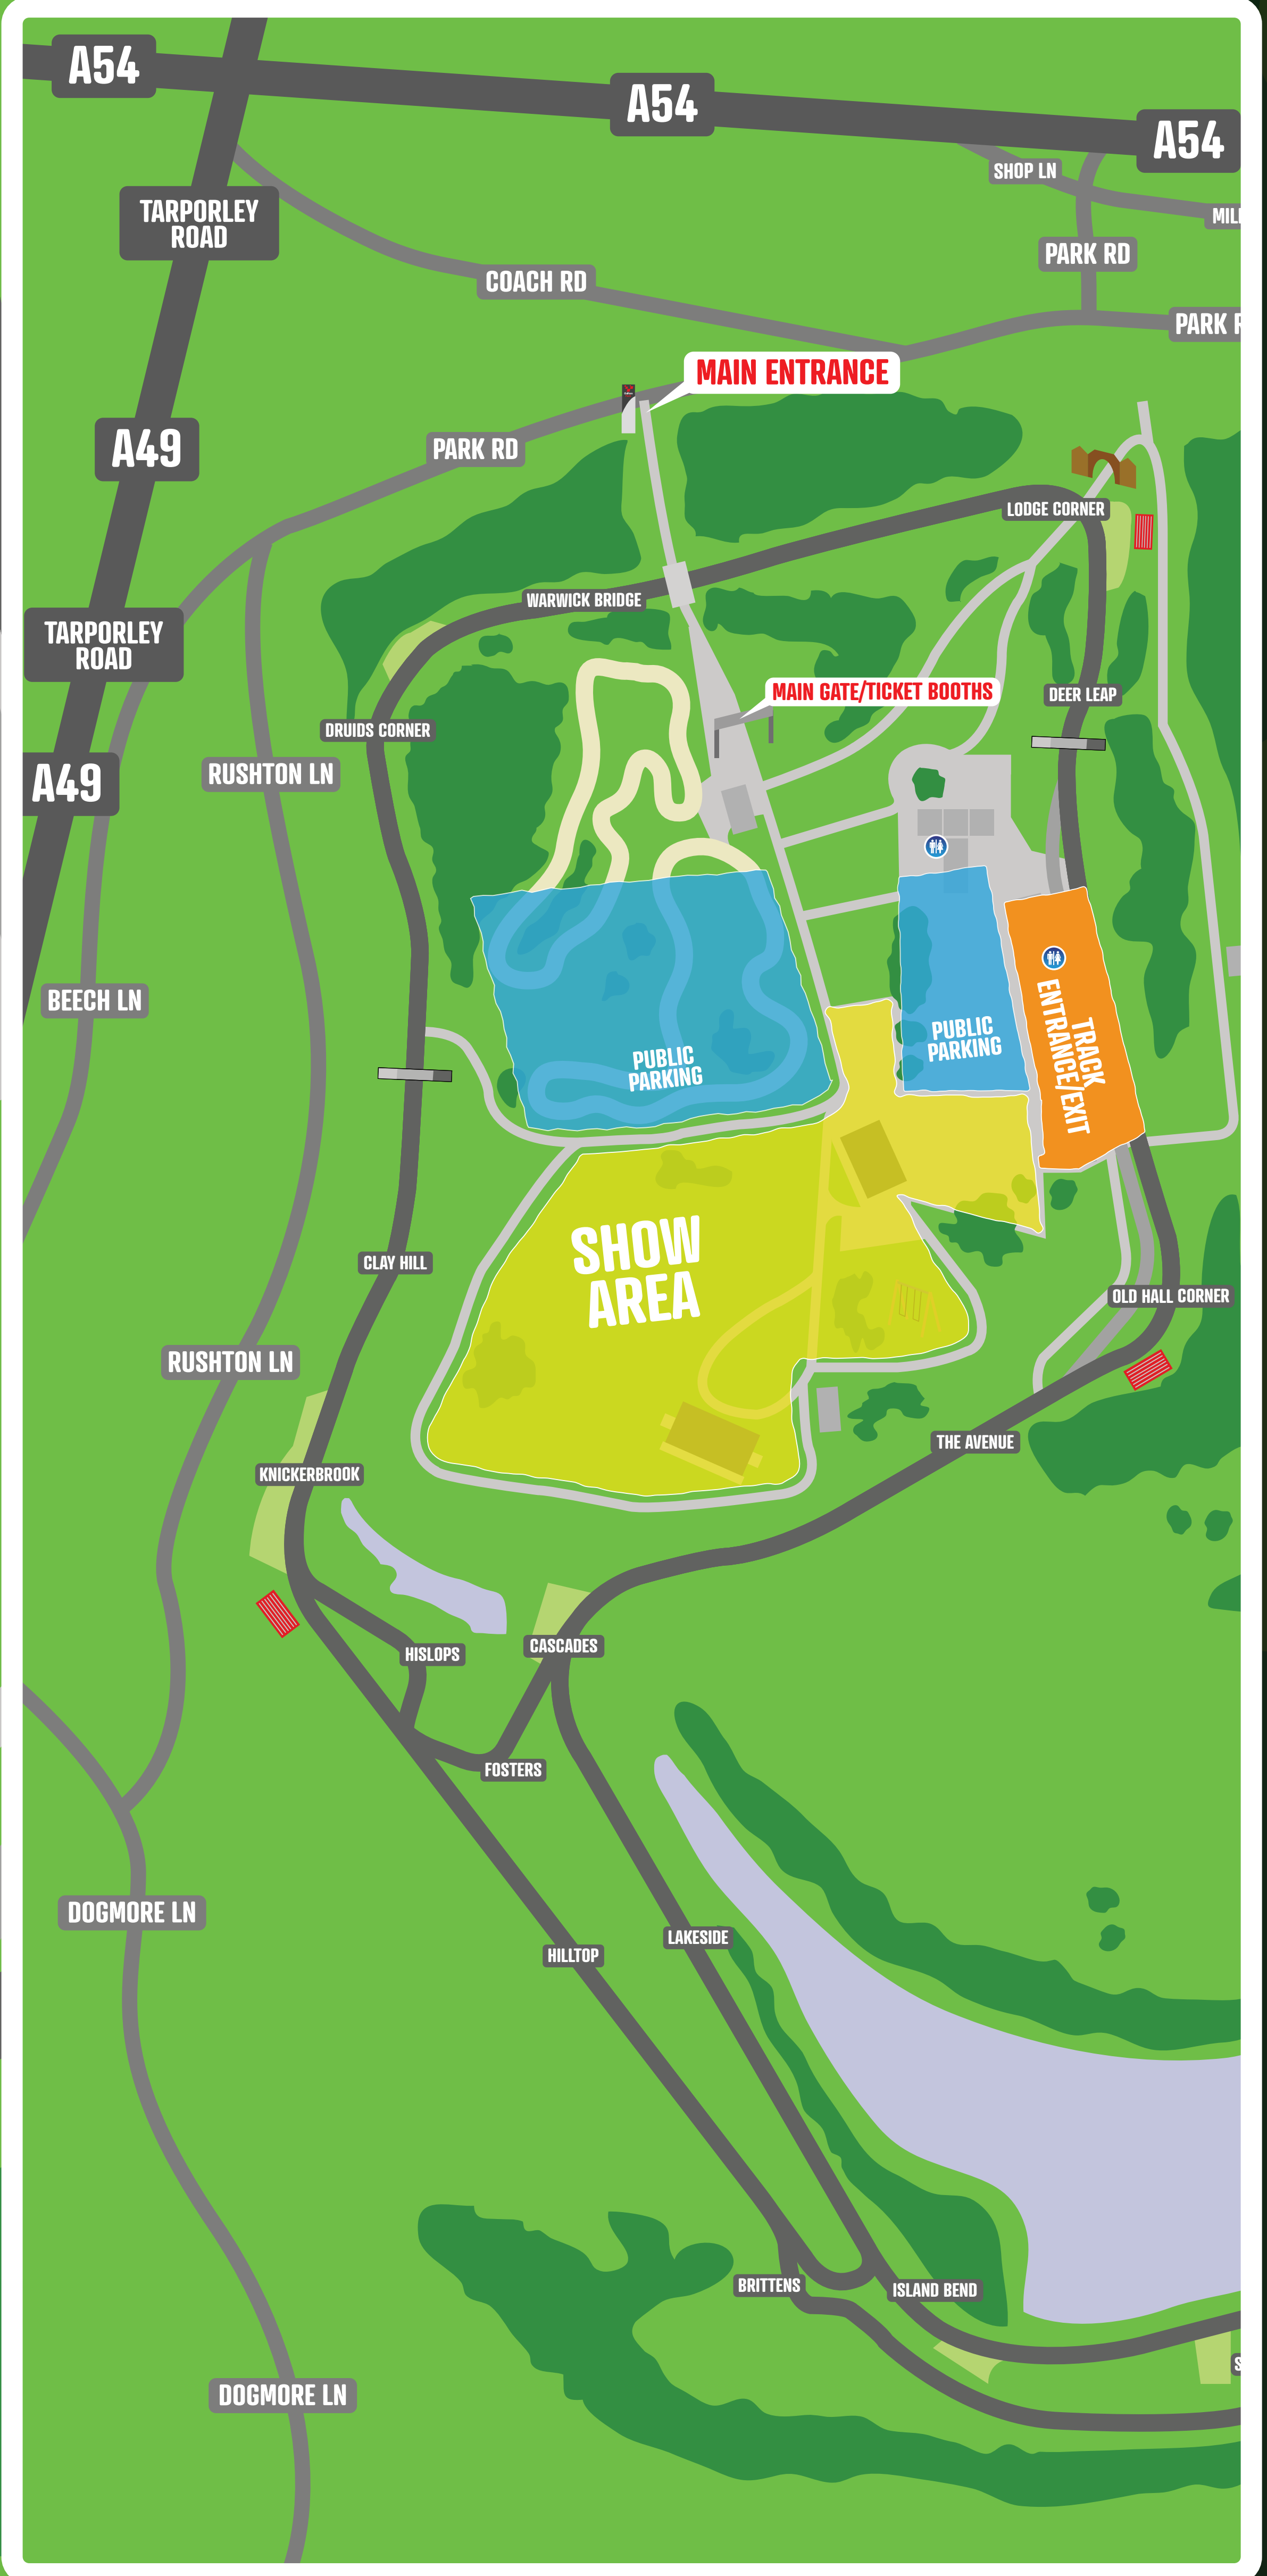 A54
A54
A54
SHOP LN
TARPORLEY
ROAD
PARK RD
COACH RD
MAIN ENTRANCE
A49
PARK RD
LODGE CORNER
WARWICK BRIDGE
TARPORLEY
ROAD
MAIN GATE/TICKET BOOTHS
DEER LEAP
DRUIDS CORNER
RUSHTON LN
A49
BEECH LN
PUBLIC
PARKING
PUBLIC
PARKING
TRACK
ENTRANCE/EXIT
SHOW
AREA
CLAY HILL
OLD HALL CORNER
RUSHTON LN
THE AVENUE
KNICKERBROOK
CASCADES
HISLOPS
FOSTERS
DOGMORE LN
LAKESIDE
HILLTOP
BRITTENS
ISLAND BEND
DOGMORE LN